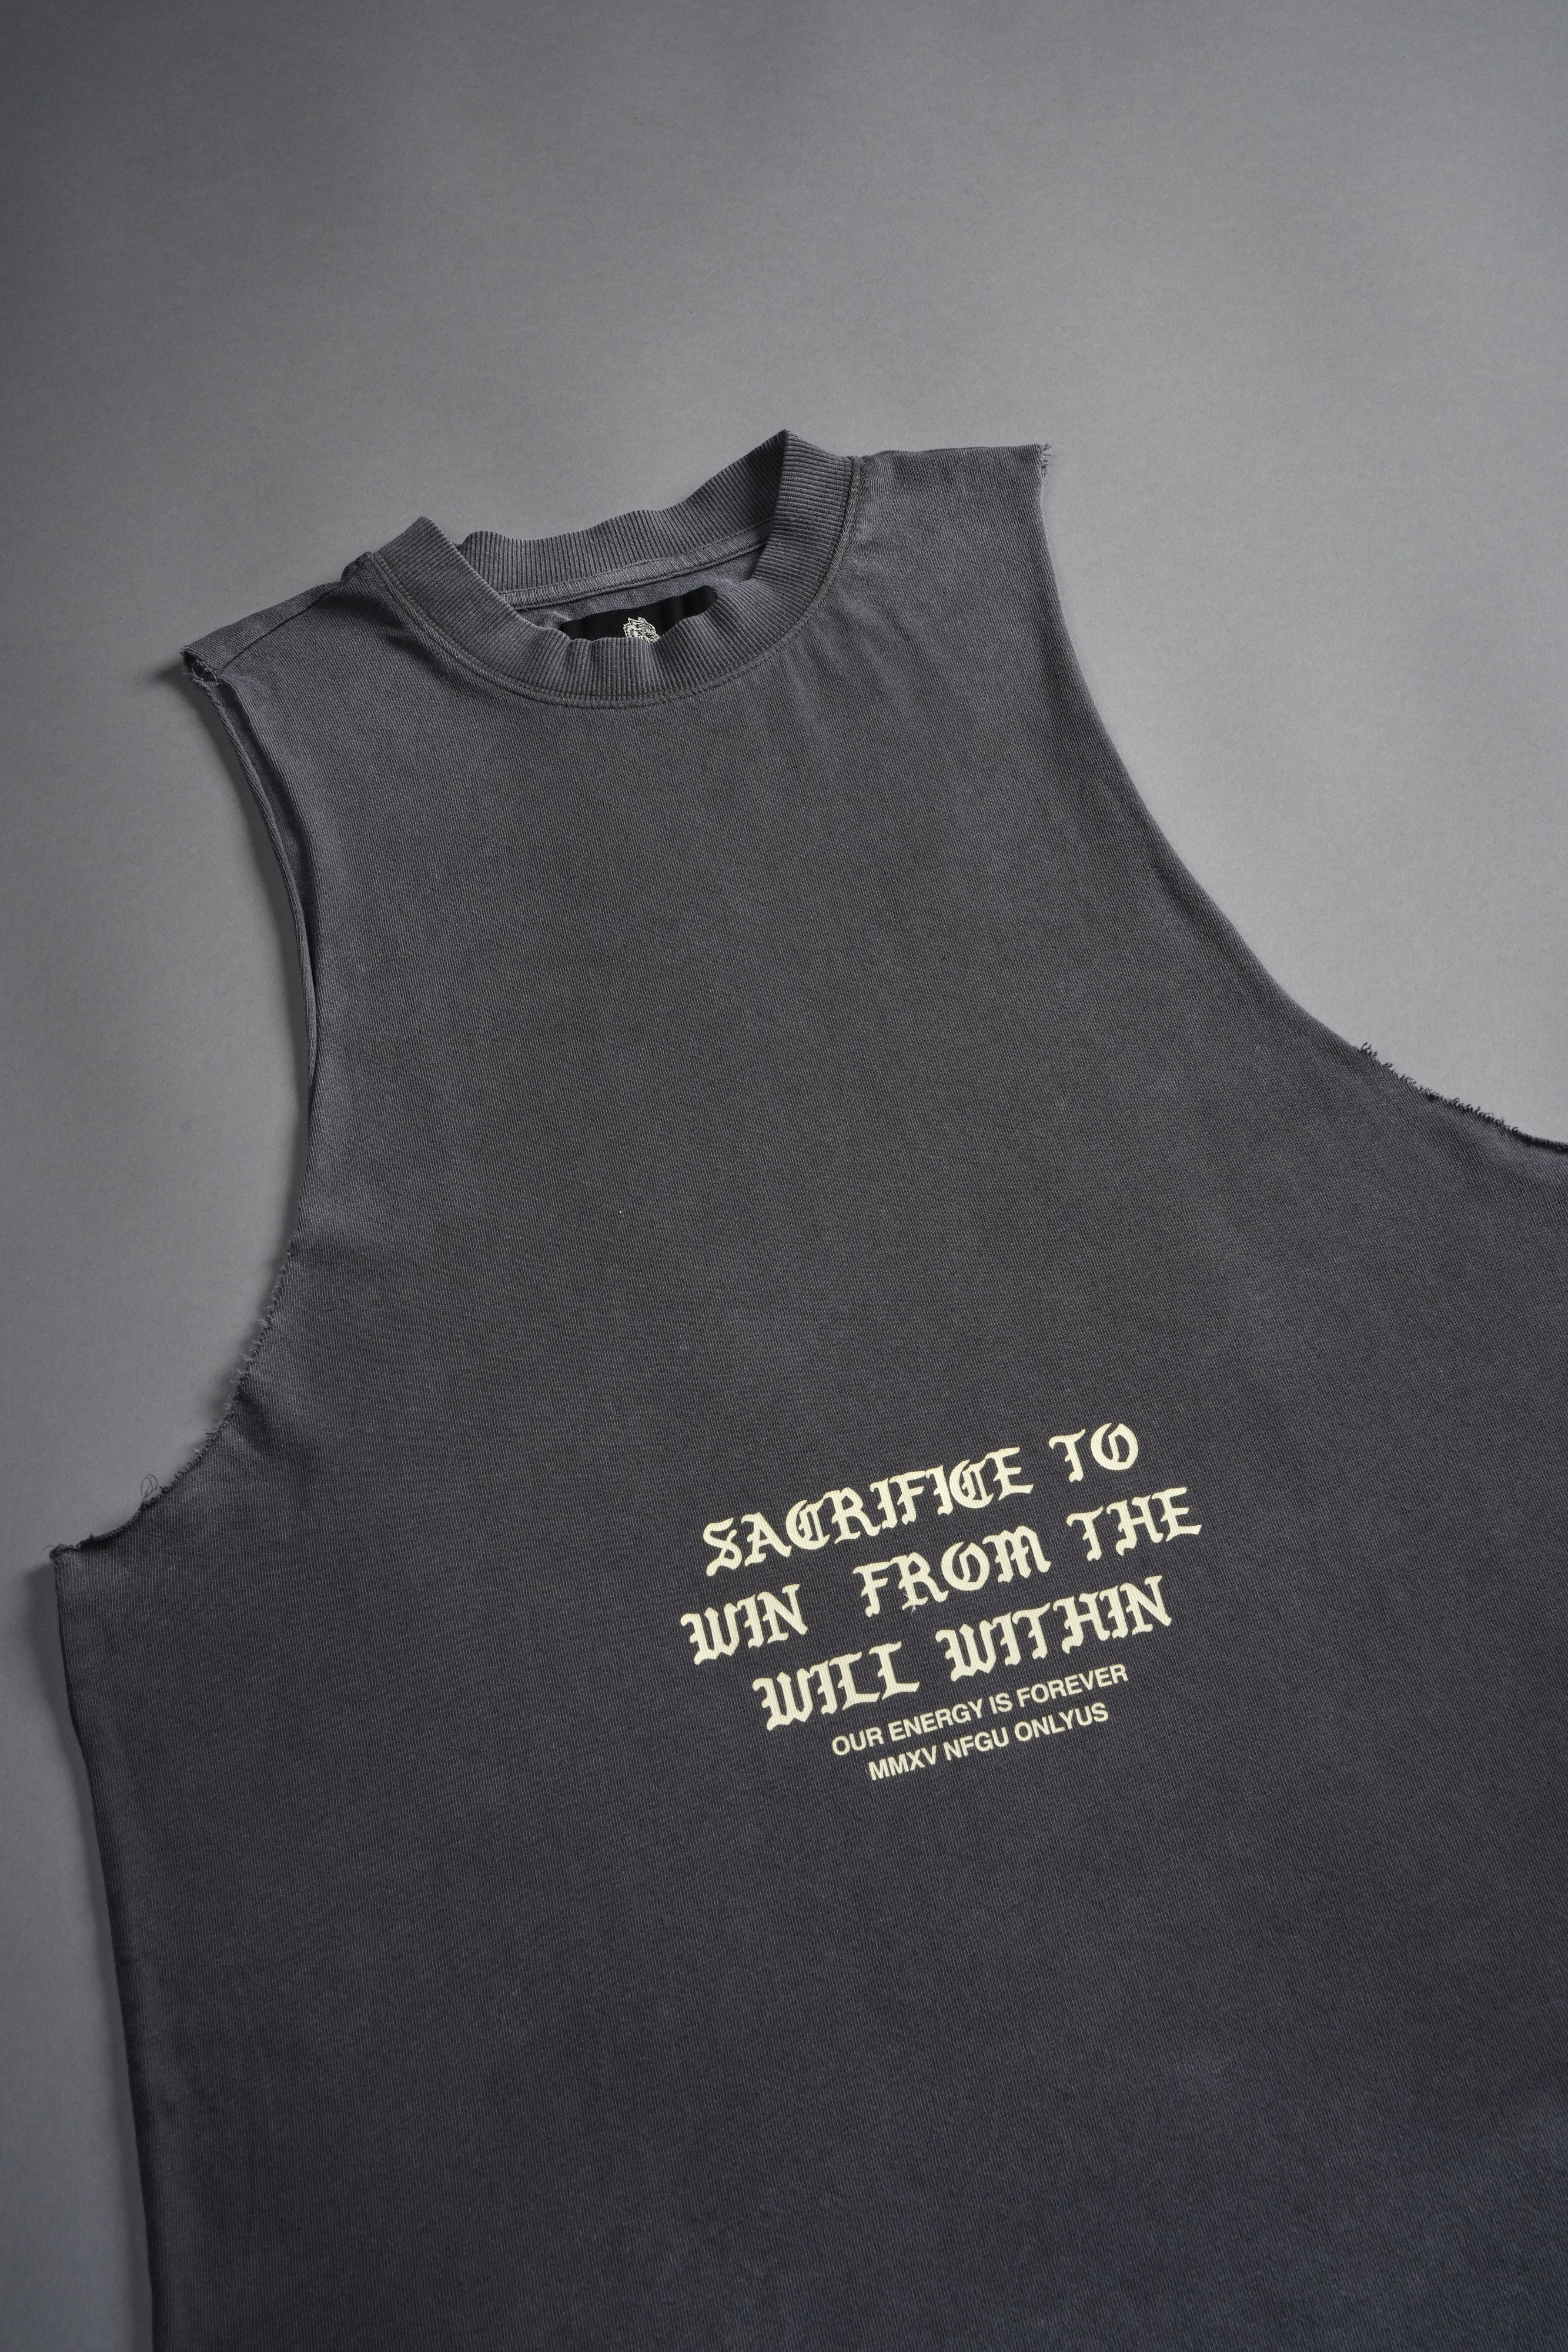 SACRIFICE TO
WIN FROM THE
WILL WITHIN
OUR ENERGY IS FOREVER
MMXV NFGU ONLYUS